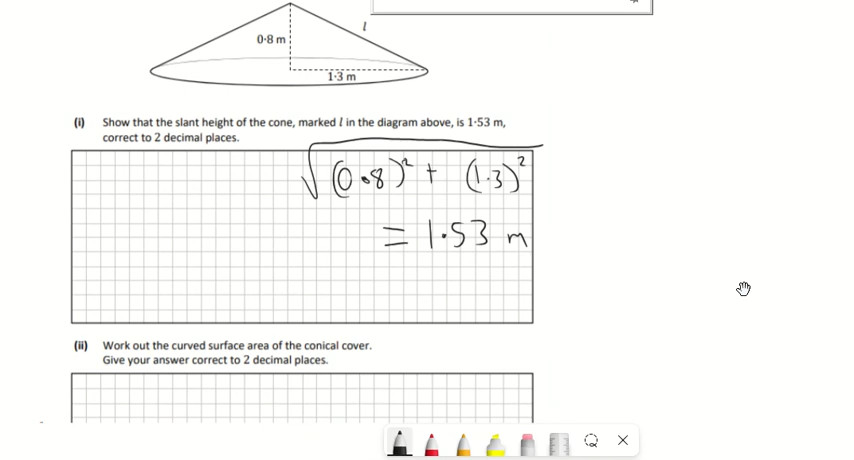 0·8 m
l
1·3 m
(i) Show that the slant height of the cone, marked l in the diagram above, is 1·53 m,
correct to 2 decimal places.
√(0.8)² + (1.3)²
= 1.53 m
(ii) Work out the curved surface area of the conical cover.
Give your answer correct to 2 decimal places.